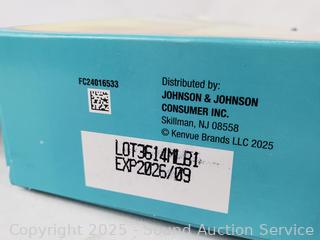 FC24016533
Distributed by:
JOHNSON & JOHNSON
CONSUMER INC.
Skillman, NJ 08558
© Kenvue Brands LLC 2025
LOT3614MLB1
EXP2026/09
Copyright 2025 - Sound Auction Service